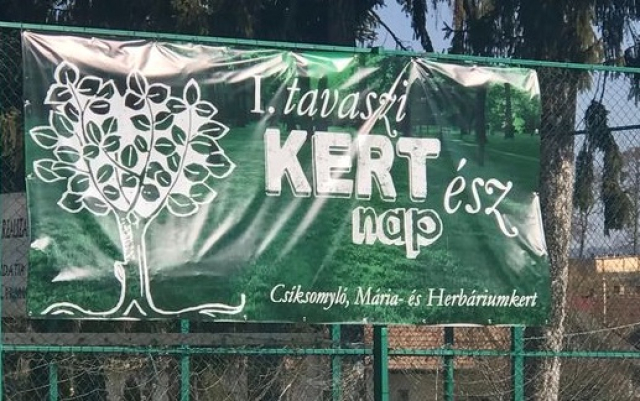 I. tavaszi
KERTész
nap
Csíksomlyó, Mária- és Herbáriumkert